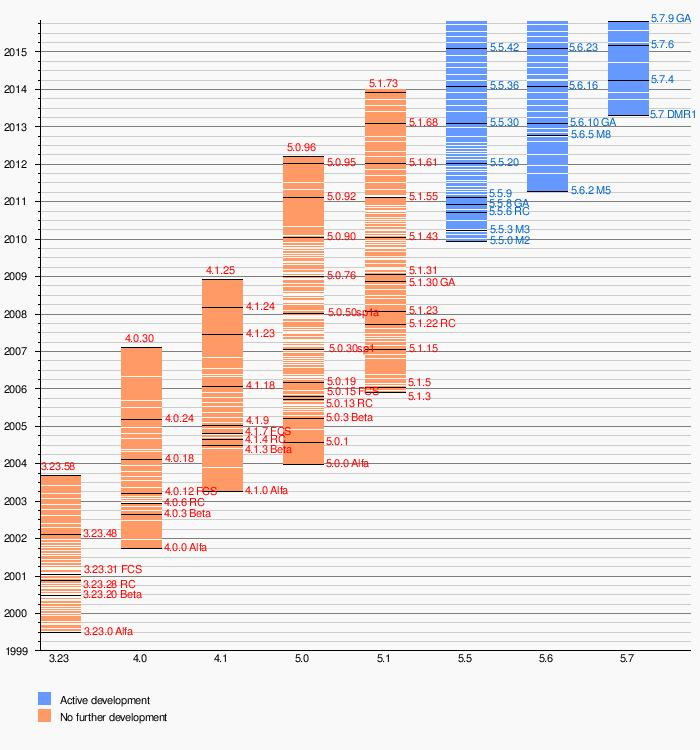 5.7.9 GA
2015
5.5.42
5.6.23
5.7.6
2014
5.1.73
5.5.36
5.6.16
5.7.4
2013
5.1.68
5.5.30
5.6.10 GA
5.7 DMR1
5.6.5 M8
2012
5.0.96
5.0.95
5.1.61
5.5.20
2011
5.0.92
5.1.55
5.5.9
5.5.8 GA
5.5.6 RC
5.6.2 M5
2010
5.0.90
5.1.43
5.5.3 M3
5.5.0 M2
2009
4.1.25
5.0.76
5.1.31
5.1.30 GA
2008
4.1.24
5.0.50sp1a
5.1.23
5.1.22 RC
2007
4.0.30
4.1.23
5.0.30sp1
5.1.15
2006
4.1.18
5.0.19
5.0.15 FCS
5.0.13 RC
5.1.5
5.1.3
2005
4.0.24
4.1.9
4.1.7 FCS
4.1.4 RC
4.1.3 Beta
5.0.3 Beta
5.0.1
2004
3.23.58
4.0.18
5.0.0 Alfa
2003
4.0.12 FCS
4.0.6 RC
4.0.3 Beta
4.1.0 Alfa
2002
3.23.48
4.0.0 Alfa
2001
3.23.31 FCS
3.23.28 RC
3.23.20 Beta
2000
3.23.0 Alfa
1999
3.23 4.0 4.1 5.0 5.1 5.5 5.6 5.7
Active development
No further development